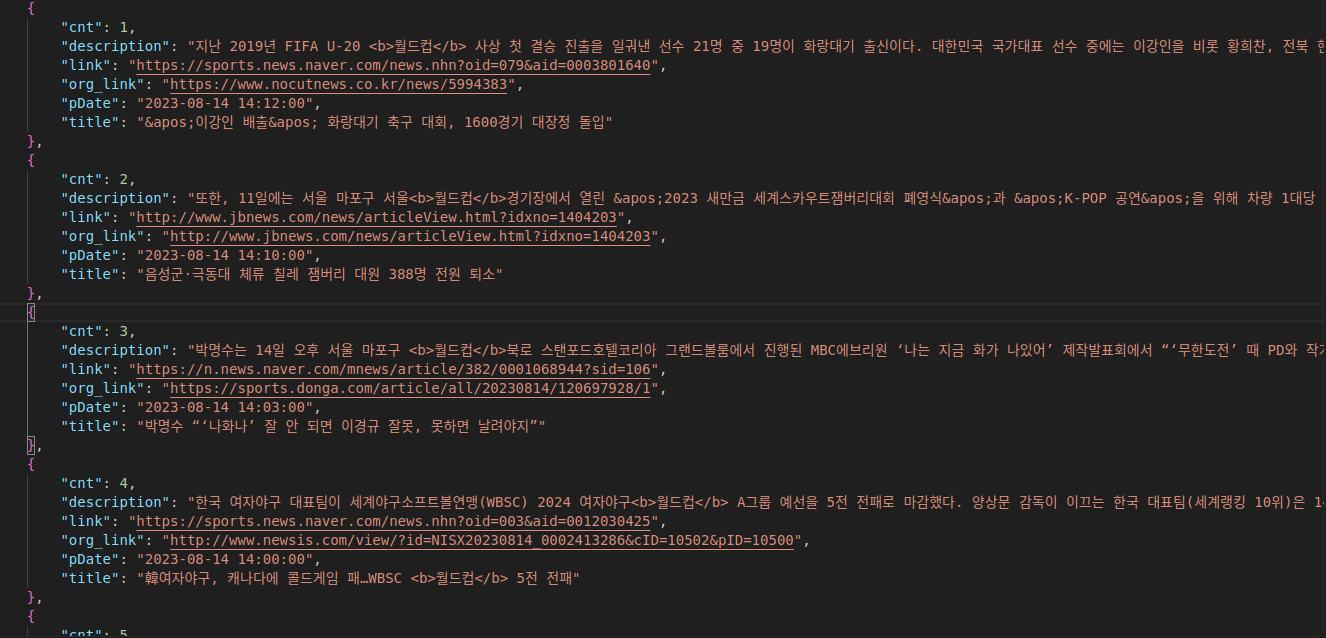 {
"cnt": 1,
"description": "지난 2019년 FIFA U-20 <b>월드컵</b> 사상 첫 결승 진출을 일궈낸 선수 21명 중 19명이 화랑대기 출신이다. 대한민국 국가대표 선수 중에는 이강인을 비롯 황희찬, 전북
"link": "https://sports.news.naver.com/news.nhn?oid=079&aid=0003801640",
"org_link": "https://www.nocutnews.co.kr/news/5994383",
"pDate": "2023-08-14 14:12:00",
"title": "&apos;이강인 배출&apos; 화랑대기 축구 대회, 1600경기 대장정 돌입"
},
{
"cnt": 2,
"description": "또한, 11일에는 서울 마포구 서울<b>월드컵</b>경기장에서 열린 &apos;2023 새만금 세계스카우트잼버리대회 폐영식&apos;과 &apos;K-POP 공연&apos;을 위해 차량 1대당
"link": "http://www.jbnews.com/news/articleView.html?idxno=1404203",
"org_link": "http://www.jbnews.com/news/articleView.html?idxno=1404203",
"pDate": "2023-08-14 14:10:00",
"title": "음성군·극동대 체류 칠레 잼버리 대원 388명 전원 퇴소"
},
{
"cnt": 3,
"description": "박명수는 14일 오후 서울 마포구 <b>월드컵</b>북로 스탠포드호텔코리아 그랜드볼룸에서 진행된 MBC에브리원 ‘나는 지금 화가 나있어’ 제작발표회에서 “‘무한도전’ 때 PD와
"link": "https://n.news.naver.com/mnews/article/382/0001068944?sid=106",
"org_link": "https://sports.donga.com/article/all/20230814/120697928/1",
"pDate": "2023-08-14 14:03:00",
"title": "박명수 “‘나화나’ 잘 안 되면 이경규 잘못, 못하면 날려야지”"
},
{
"cnt": 4,
"description": "한국 여자야구 대표팀이 세계야구소프트볼연맹(WBSC) 2024 여자야구<b>월드컵</b> A그룹 예선을 5전 전패로 마감했다. 양상문 감독이 이끄는 한국 대표팀(세계랭킹 10위)은
"link": "https://sports.news.naver.com/news.nhn?oid=003&aid=0012030425",
"org_link": "http://www.newsis.com/view/?id=NISX20230814_0002413286&cID=10502&pID=10500",
"pDate": "2023-08-14 14:00:00",
"title": "韓여자야구, 캐나다에 콜드게임 패…WBSC <b>월드컵</b> 5전 전패"
},
{
"cnt": 5